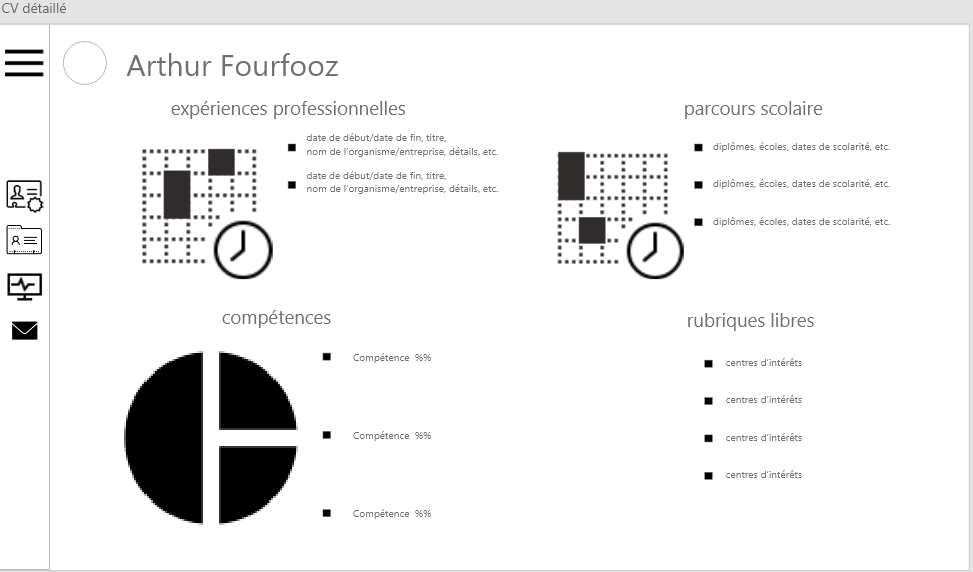 CV détaillé
Arthur Fourfooz
expériences professionnelles
date de début/date de fin, titre,
nom de l'organisme/entreprise, détails, etc.
date de début/date de fin, titre,
nom de l'organisme/entreprise, détails, etc.
parcours scolaire
diplômes, écoles, dates de scolarité, etc.
diplômes, écoles, dates de scolarité, etc.
diplômes, écoles, dates de scolarité, etc.
compétences
Compétence %%
Compétence %%
Compétence %%
rubriques libres
centres d'intérêts
centres d'intérêts
centres d'intérêts
centres d'intérêts